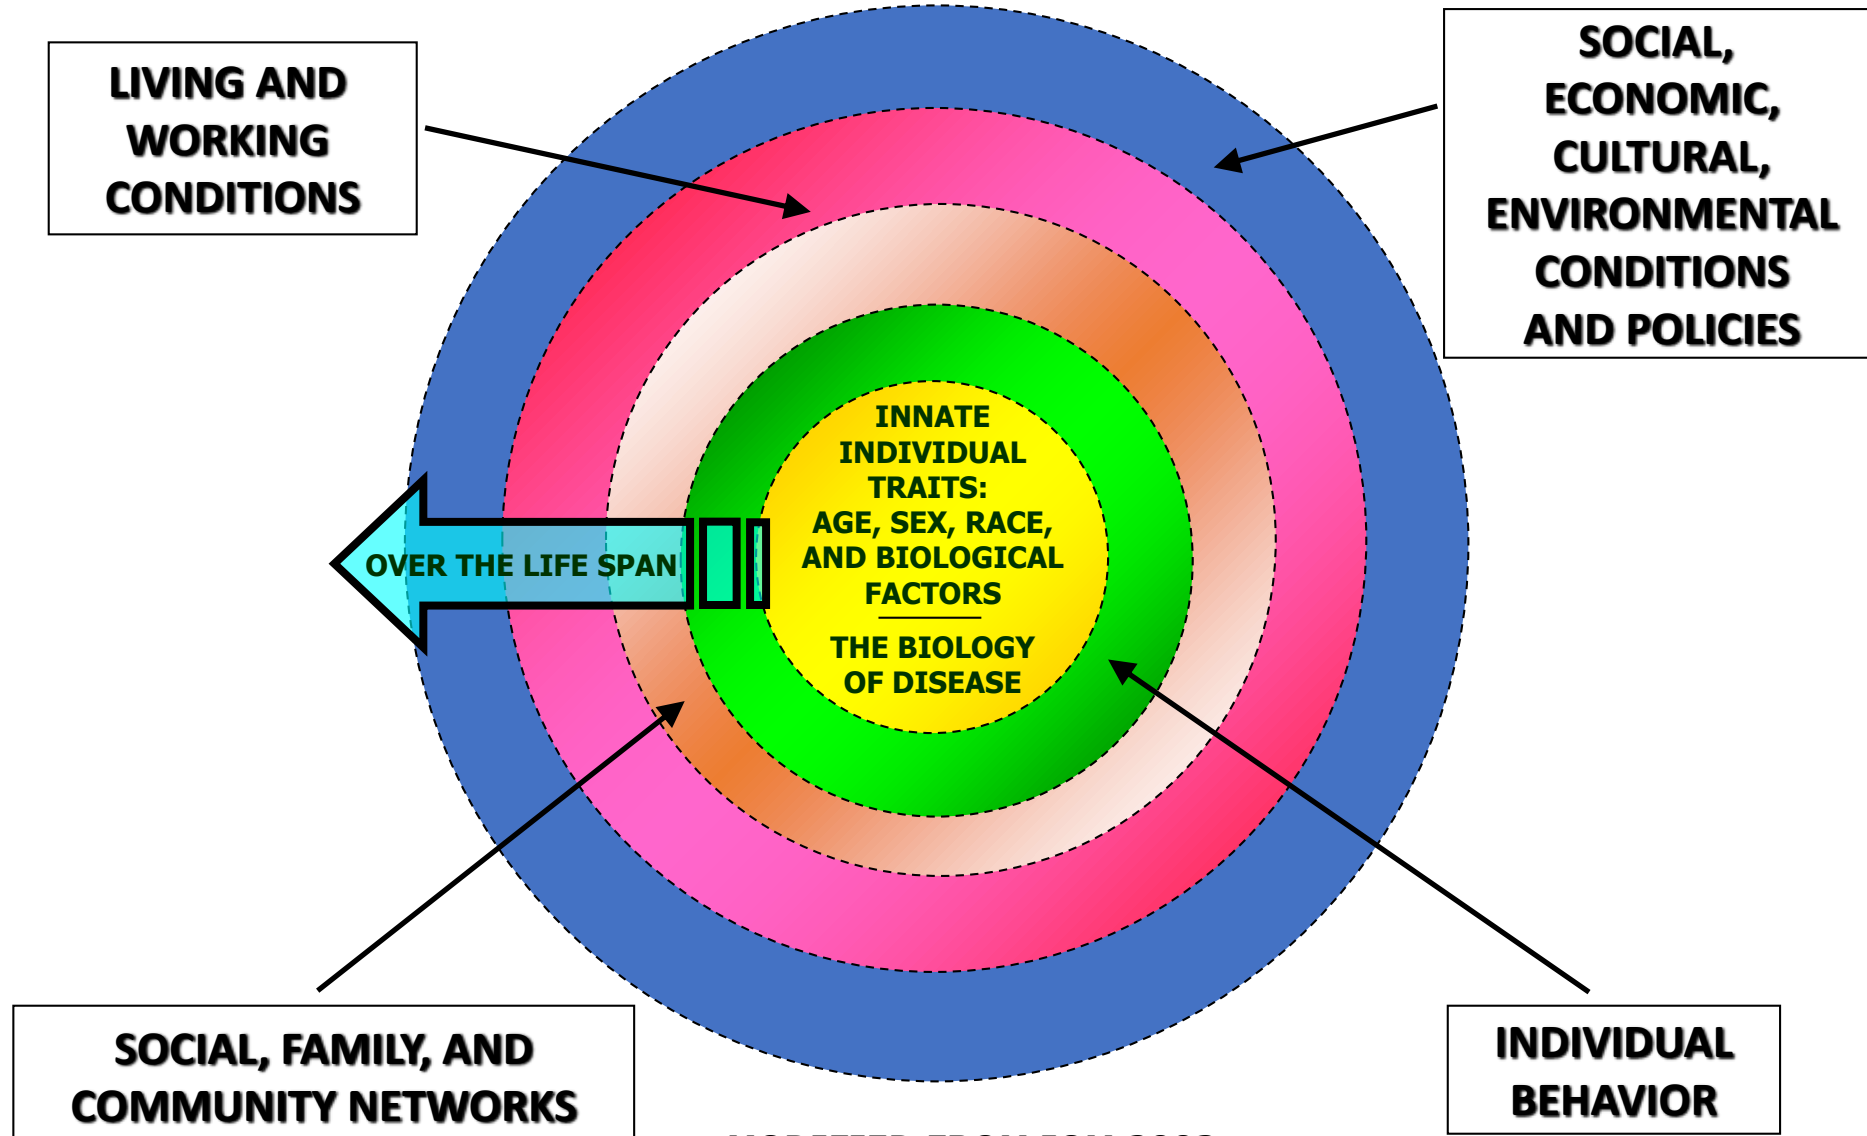 LIVING AND
WORKING
CONDITIONS
SOCIAL,
ECONOMIC,
CULTURAL,
ENVIRONMENTAL
CONDITIONS
AND POLICIES
INNATE
INDIVIDUAL
TRAITS:
AGE, SEX, RACE,
AND BIOLOGICAL
FACTORS
THE BIOLOGY
OF DISEASE
OVER THE LIFE SPAN
SOCIAL, FAMILY, AND
COMMUNITY NETWORKS
INDIVIDUAL
BEHAVIOR